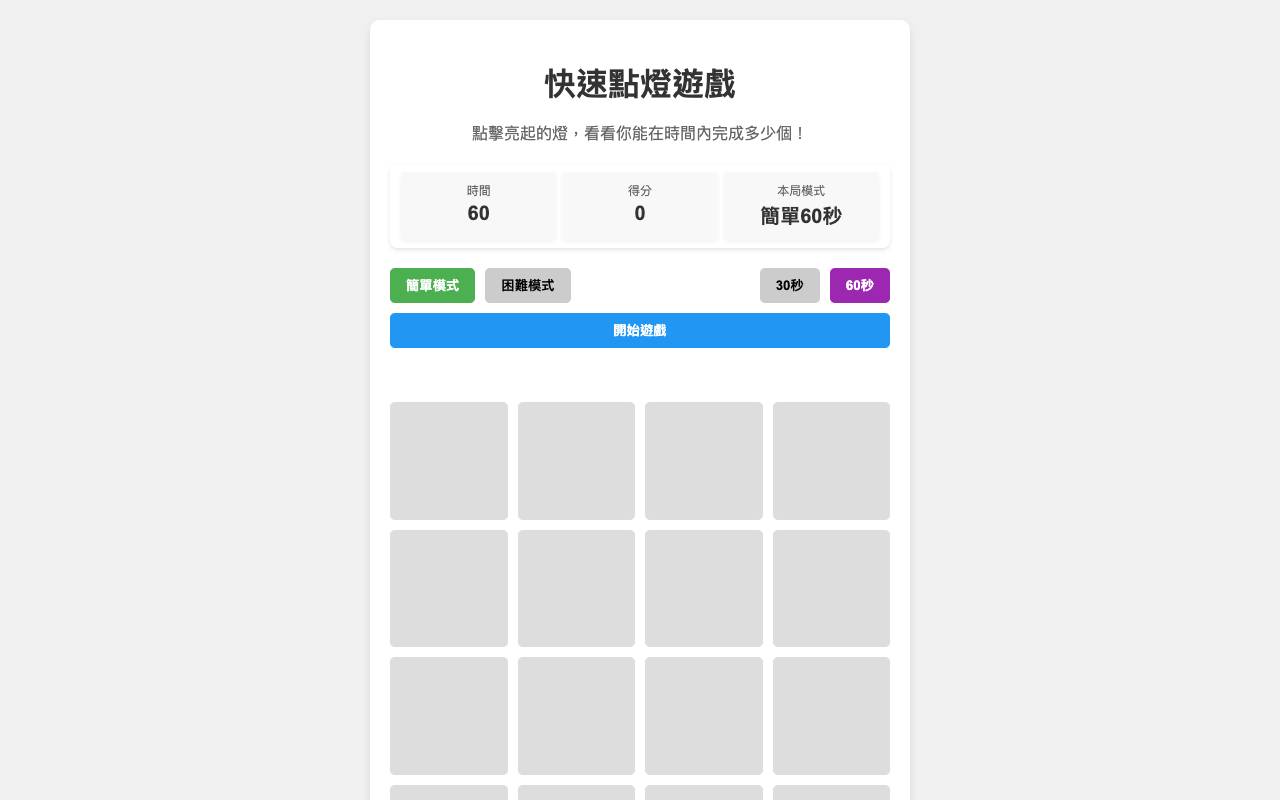 快速點燈遊戲
點擊亮起的燈，看看你能在時間內完成多少個！
時間
60
得分
0
本局模式
簡單60秒
簡單模式
困難模式
30秒
60秒
開始遊戲